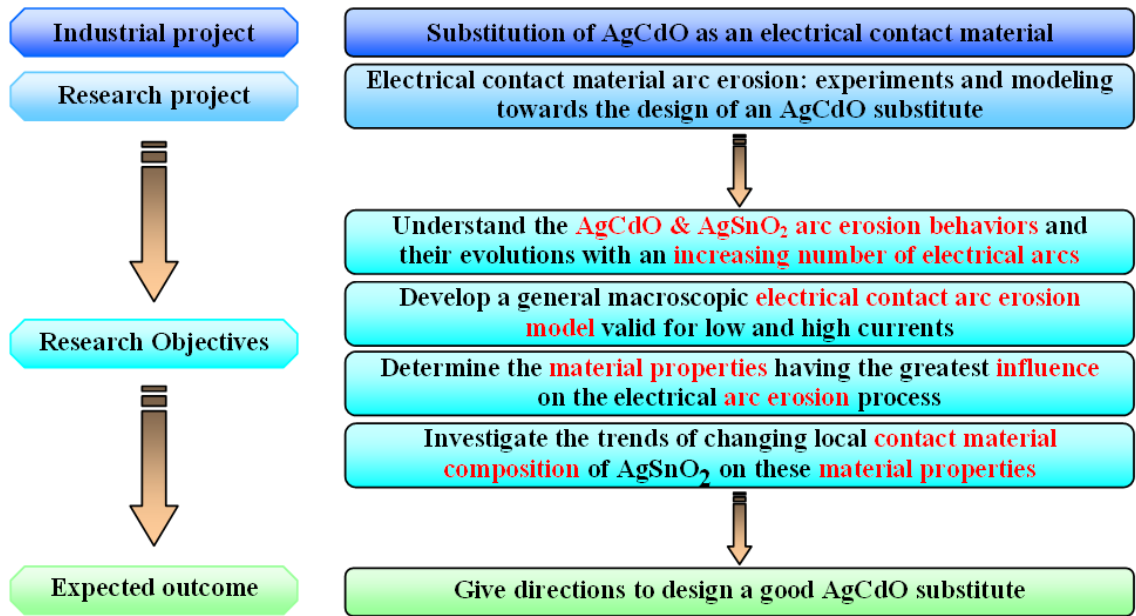 Industrial project
Substitution of AgCdO as an electrical contact material
Research project
Electrical contact material arc erosion: experiments and modeling
towards the design of an AgCdO substitute
Understand the AgCdO & AgSnO₂ arc erosion behaviors and
their evolutions with an increasing number of electrical arcs
Research Objectives
Develop a general macroscopic electrical contact arc erosion
model valid for low and high currents
Determine the material properties having the greatest influence
on the electrical arc erosion process
Investigate the trends of changing local contact material
composition of AgSnO₂ on these material properties
Expected outcome
Give directions to design a good AgCdO substitute